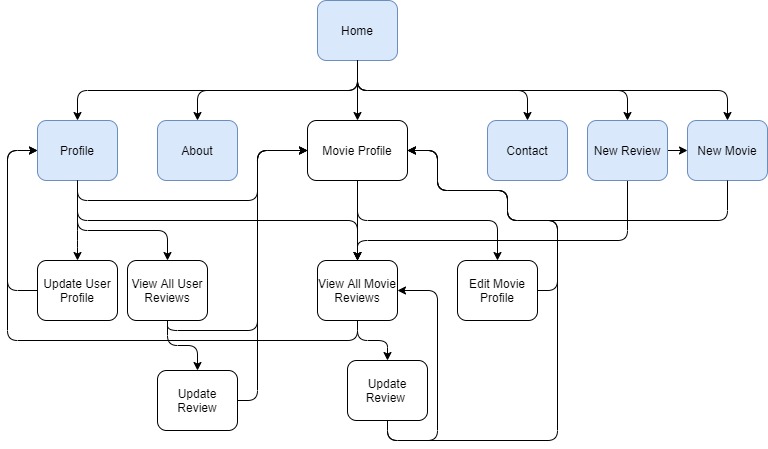 Home
Profile
About
Movie Profile
Contact
New Review
New Movie
Update User
Profile
View All User
Reviews
View All Movie
Reviews
Edit Movie
Profile
Update
Review
Update
Review